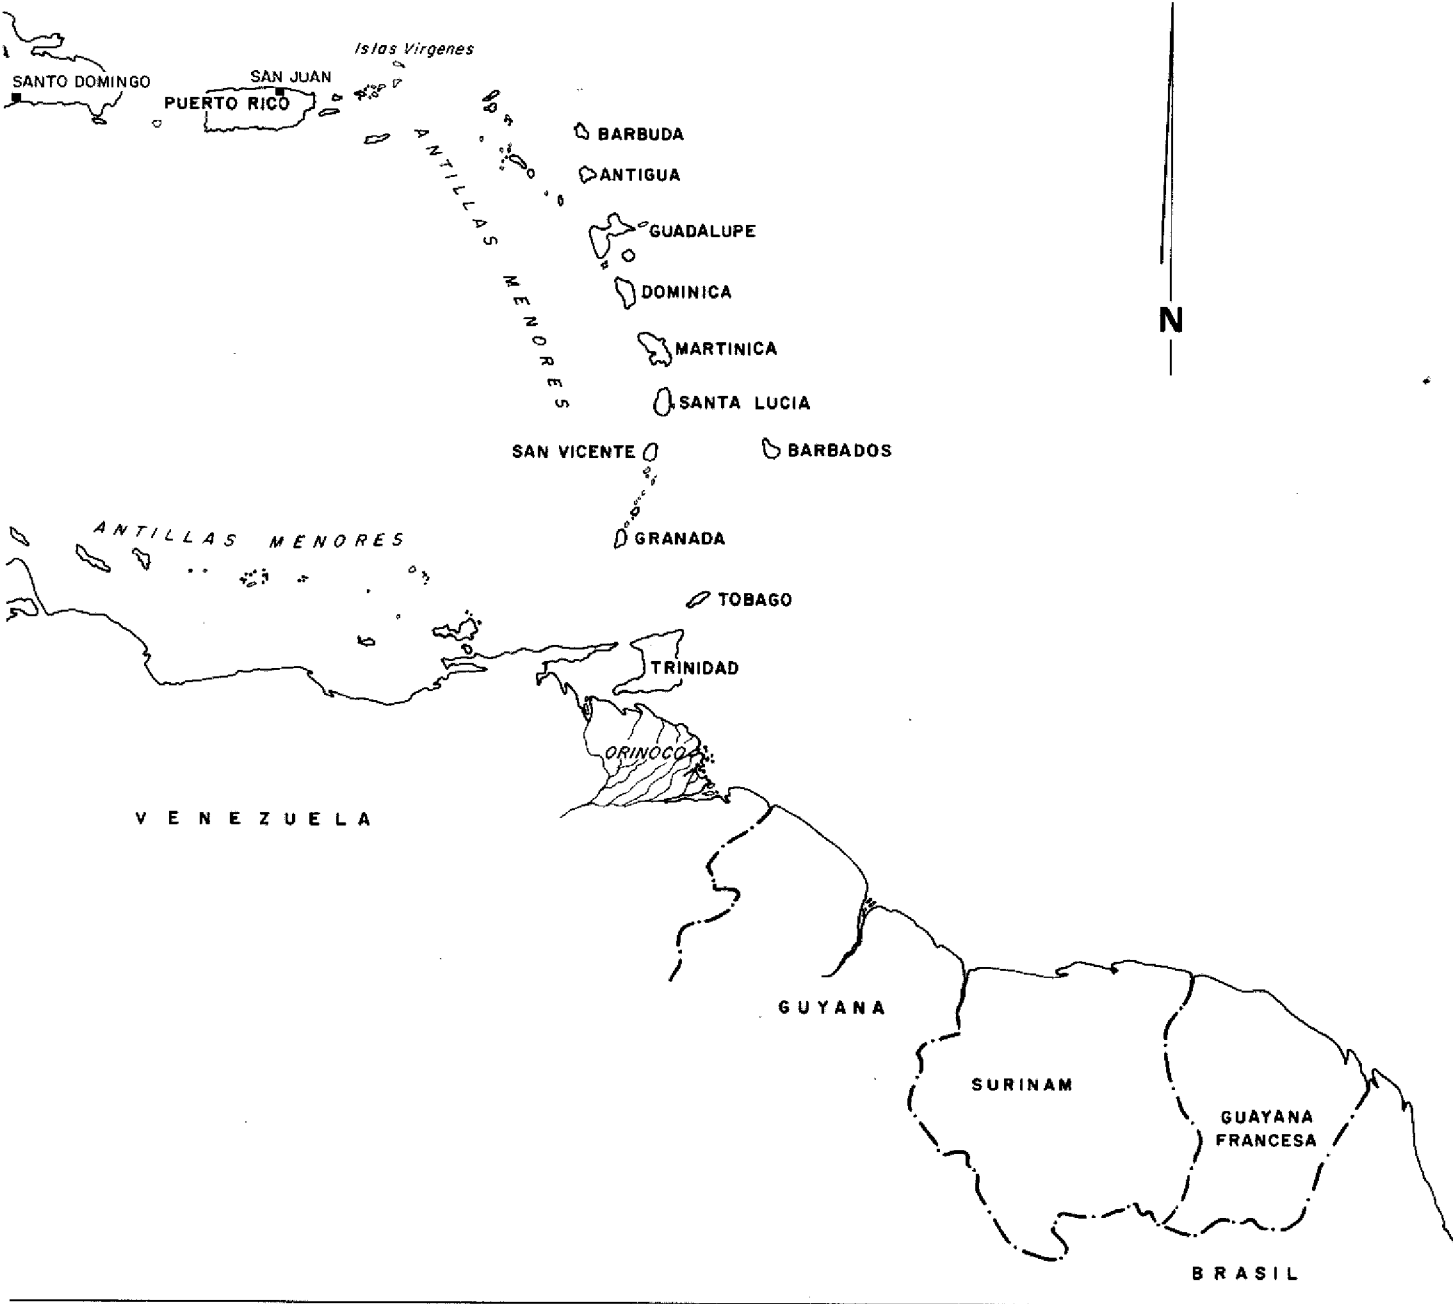 Islas Vírgenes
SANTO DOMINGO
SAN JUAN
PUERTO RICO
BARBUDA
ANTIGUA
ANTILLAS MENORES
GUADALUPE
DOMINICA
N
MARTINICA
SANTA LUCIA
SAN VICENTE
BARBADOS
ANTILLAS MENORES
GRANADA
TOBAGO
TRINIDAD
ORINOCO
VENEZUELA
GUYANA
SURINAM
GUAYANA
FRANCESA
BRASIL